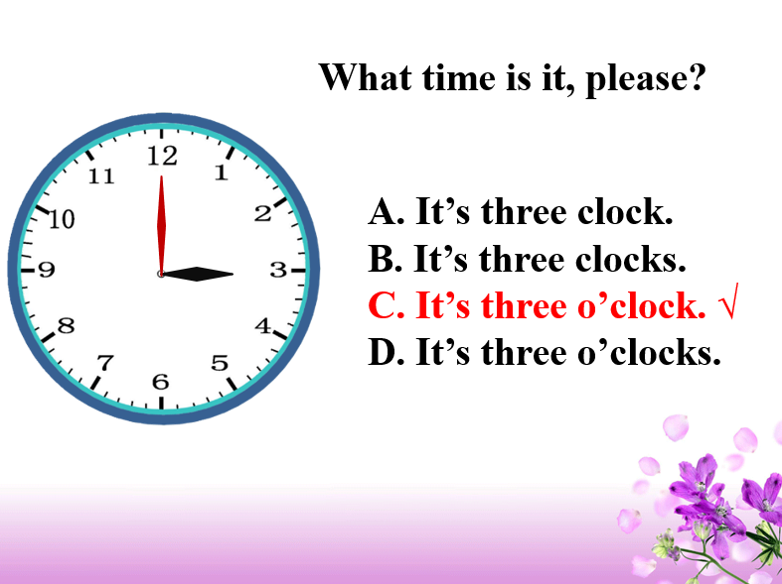 What time is it, please?
12
11
1
10
2
9
3
8
4
7
5
6
A. It’s three clock.
B. It’s three clocks.
C. It’s three o’clock. √
D. It’s three o’clocks.